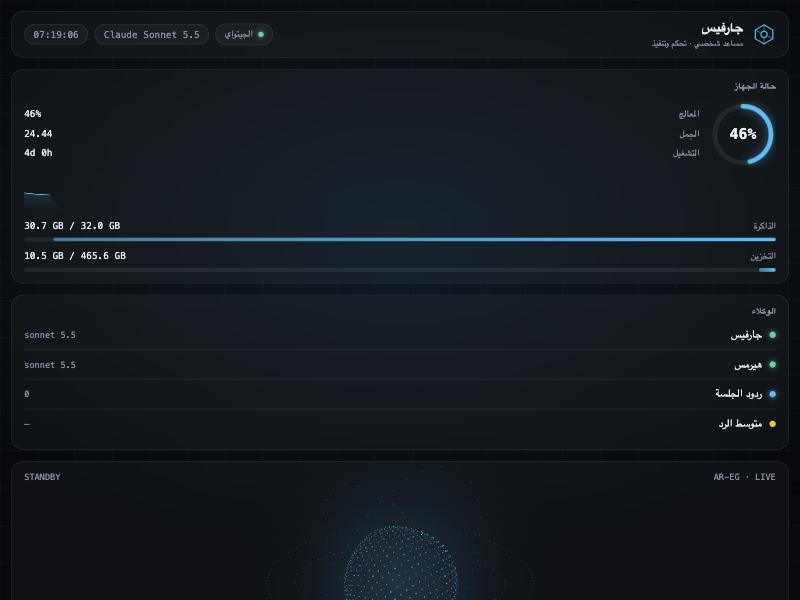 جارفيس
مساعد شخصي · تحكم وتنفيذ
الجيتواي
Claude Sonnet 5.5
07:19:06
حالة الجهاز
46%
المعالج 46%
الحِمل 24.44
التشغيل 4d 0h
الذاكرة 30.7 GB / 32.0 GB
التخزين 10.5 GB / 465.6 GB
الوكلاء
جارفيس sonnet 5.5
هيرمس sonnet 5.5
ردود الجلسة 0
متوسط الرد —
AR-EG · LIVE
STANDBY